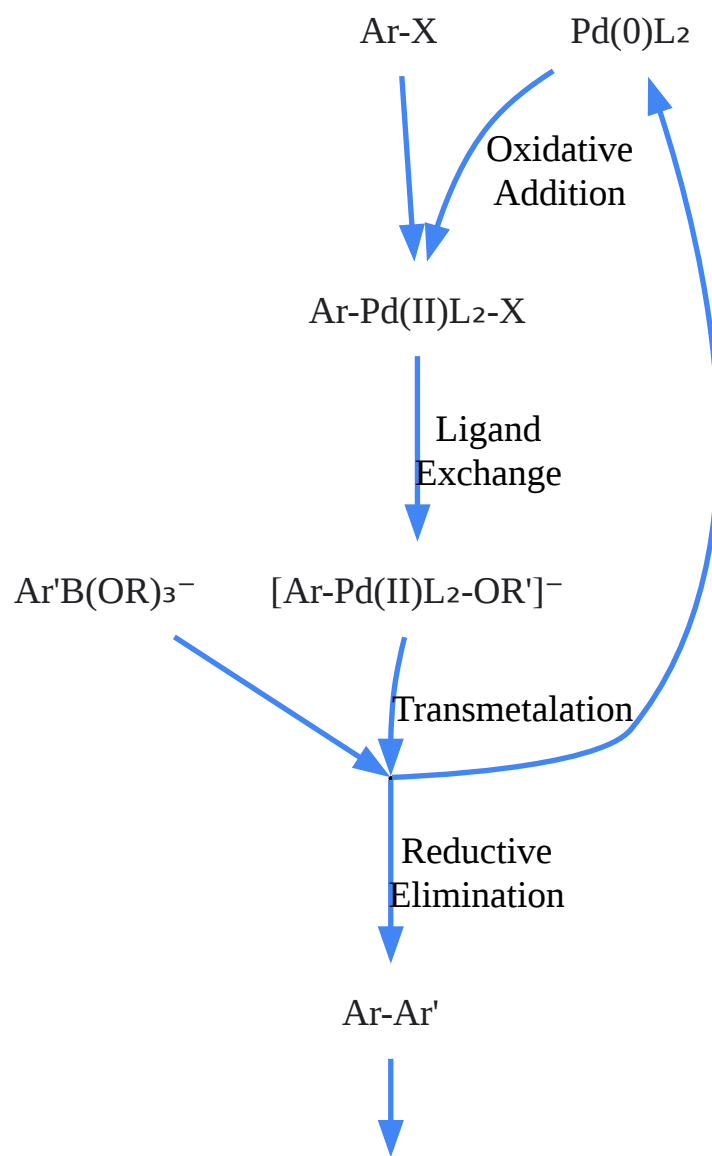 Ar-X
Pd(0)L₂
Oxidative
Addition
Ar-Pd(II)L₂-X
Ligand
Exchange
Ar'B(OR)₃⁻
[Ar-Pd(II)L₂-OR']⁻
Transmetalation
Reductive
Elimination
Ar-Ar'